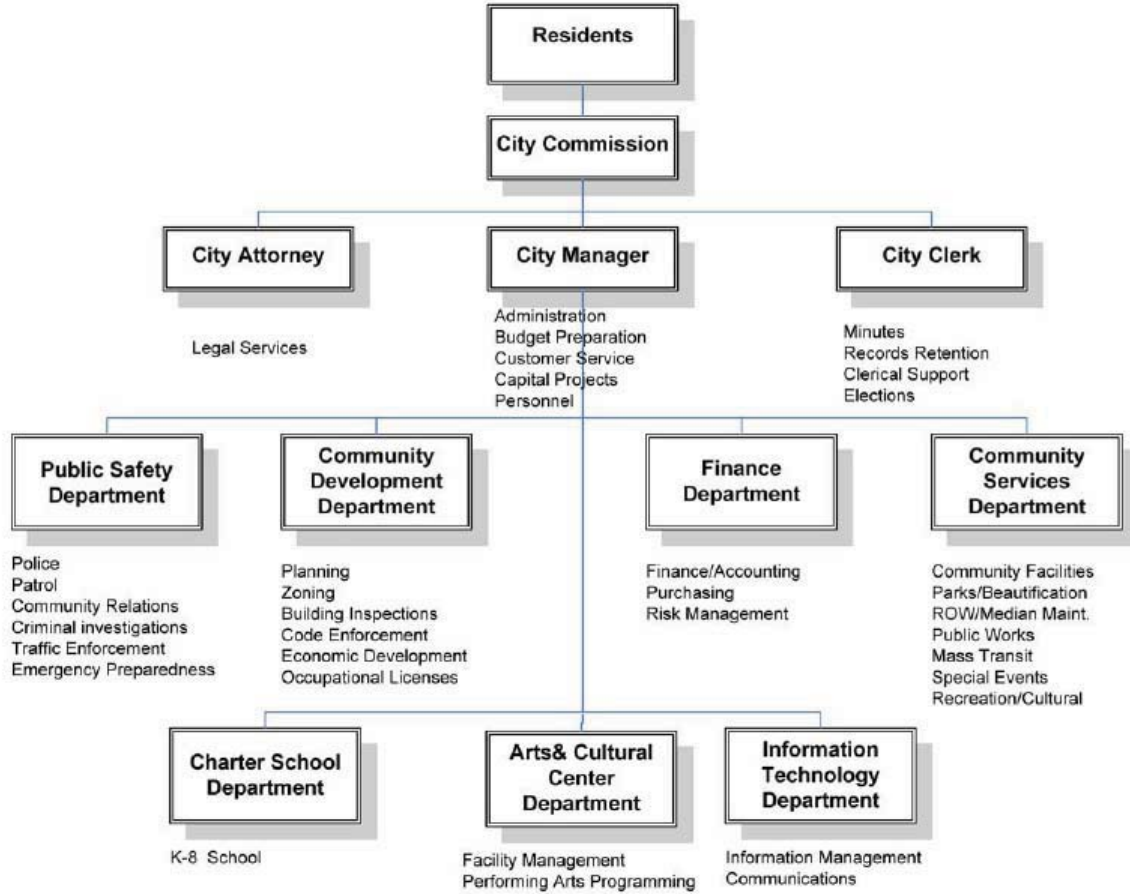 Residents
City Commission
City Attorney
Legal Services
City Manager
Administration
Budget Preparation
Customer Service
Capital Projects
Personnel
City Clerk
Minutes
Records Retention
Clerical Support
Elections
Public Safety
Department
Police
Patrol
Community Relations
Criminal investigations
Traffic Enforcement
Emergency Preparedness
Community
Development
Department
Planning
Zoning
Building Inspections
Code Enforcement
Economic Development
Occupational Licenses
Finance
Department
Finance/Accounting
Purchasing
Risk Management
Community
Services
Department
Community Facilities
Parks/Beautification
ROW/Median Maint.
Public Works
Mass Transit
Special Events
Recreation/Cultural
Charter School
Department
K-8 School
Arts& Cultural
Center
Department
Facility Management
Performing Arts Programming
Information
Technology
Department
Information Management
Communications